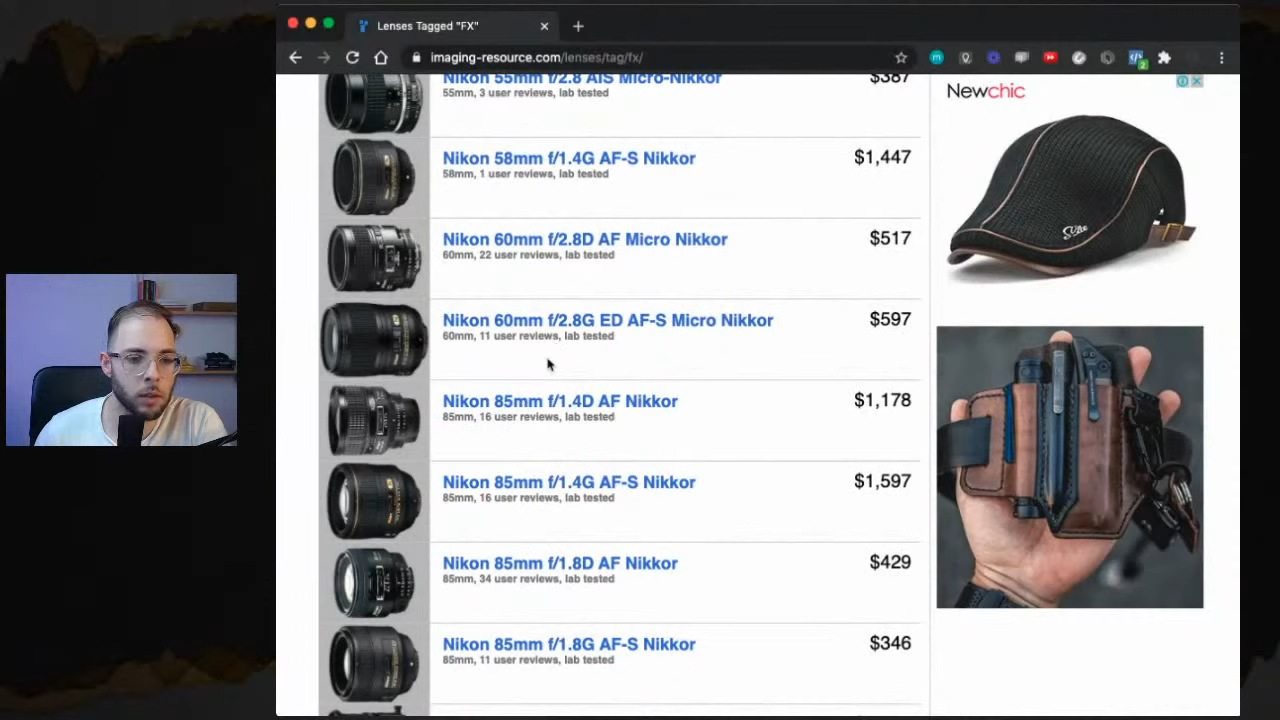 Lenses Tagged "FX"
imaging-resource.com/lenses/tag/fx/
Nikon 55mm f/2.8 AIS Micro-Nikkor
$387
55mm, 3 user reviews, lab tested
Nikon 58mm f/1.4G AF-S Nikkor
$1,447
58mm, 1 user reviews, lab tested
Nikon 60mm f/2.8D AF Micro Nikkor
$517
60mm, 22 user reviews, lab tested
Nikon 60mm f/2.8G ED AF-S Micro Nikkor
$597
60mm, 11 user reviews, lab tested
Nikon 85mm f/1.4D AF Nikkor
$1,178
85mm, 16 user reviews, lab tested
Nikon 85mm f/1.4G AF-S Nikkor
$1,597
85mm, 16 user reviews, lab tested
Nikon 85mm f/1.8D AF Nikkor
$429
85mm, 34 user reviews, lab tested
Nikon 85mm f/1.8G AF-S Nikkor
$346
85mm, 11 user reviews, lab tested
Newchic